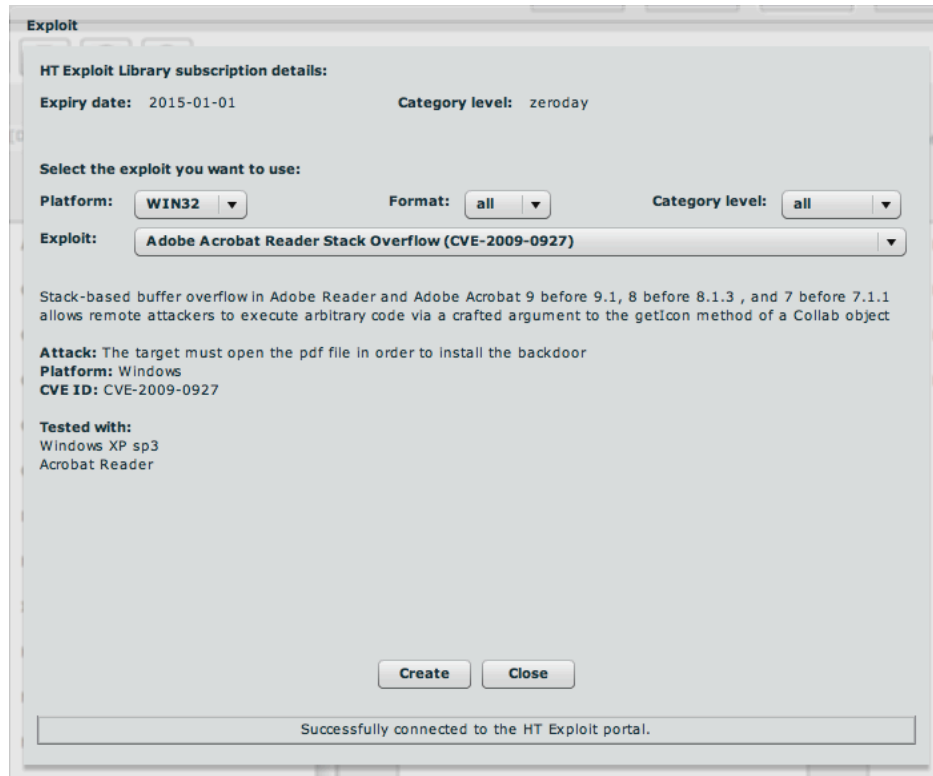 Exploit
HT Exploit Library subscription details:
Expiry date: 2015-01-01 Category level: zeroday
Select the exploit you want to use:
Platform: WIN32 Format: all Category level: all
Exploit: Adobe Acrobat Reader Stack Overflow (CVE-2009-0927)
Stack-based buffer overflow in Adobe Reader and Adobe Acrobat 9 before 9.1, 8 before 8.1.3 , and 7 before 7.1.1
allows remote attackers to execute arbitrary code via a crafted argument to the getIcon method of a Collab object
Attack: The target must open the pdf file in order to install the backdoor
Platform: Windows
CVE ID: CVE-2009-0927
Tested with:
Windows XP sp3
Acrobat Reader
Create Close
Successfully connected to the HT Exploit portal.